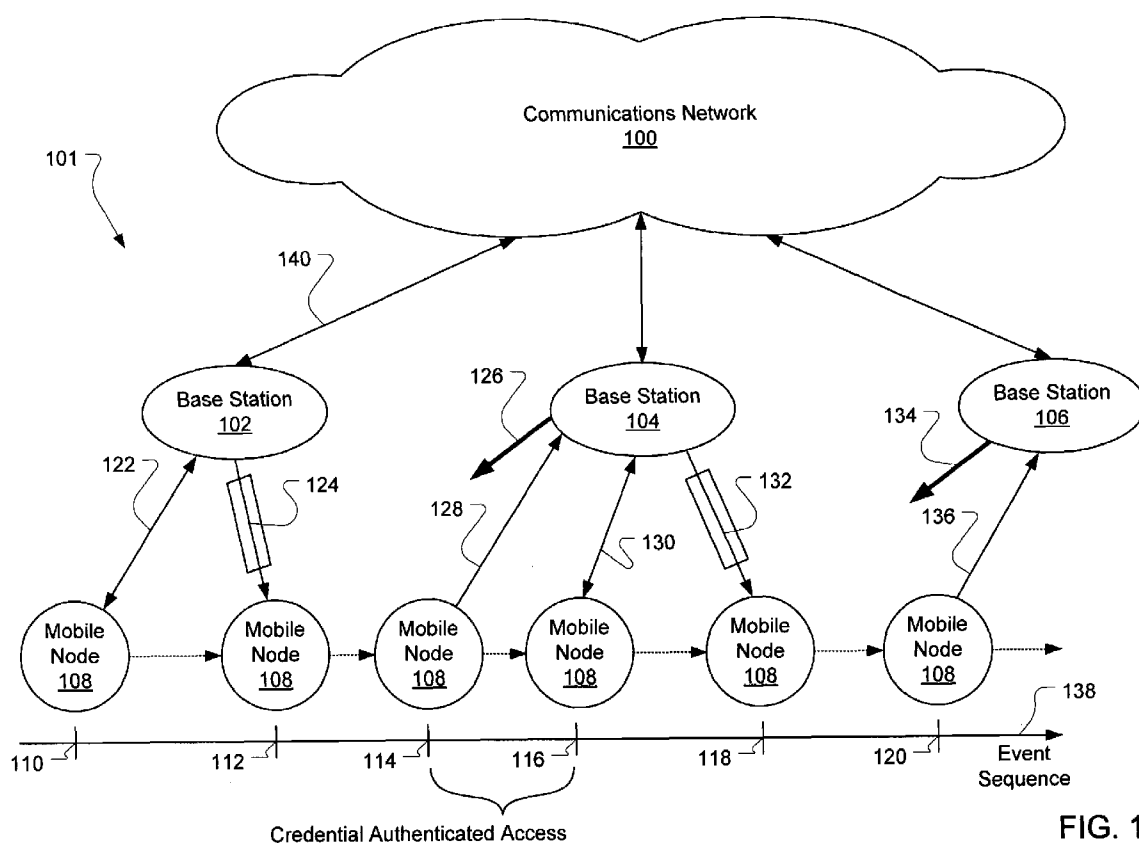 Communications Network
100
101
140
Base Station
102
126
Base Station
104
134
Base Station
106
122
124
128
130
132
136
Mobile
Node
108
Mobile
Node
108
Mobile
Node
108
Mobile
Node
108
Mobile
Node
108
Mobile
Node
108
138
110
112
114
116
118
120
Event
Sequence
Credential Authenticated Access
FIG. 1